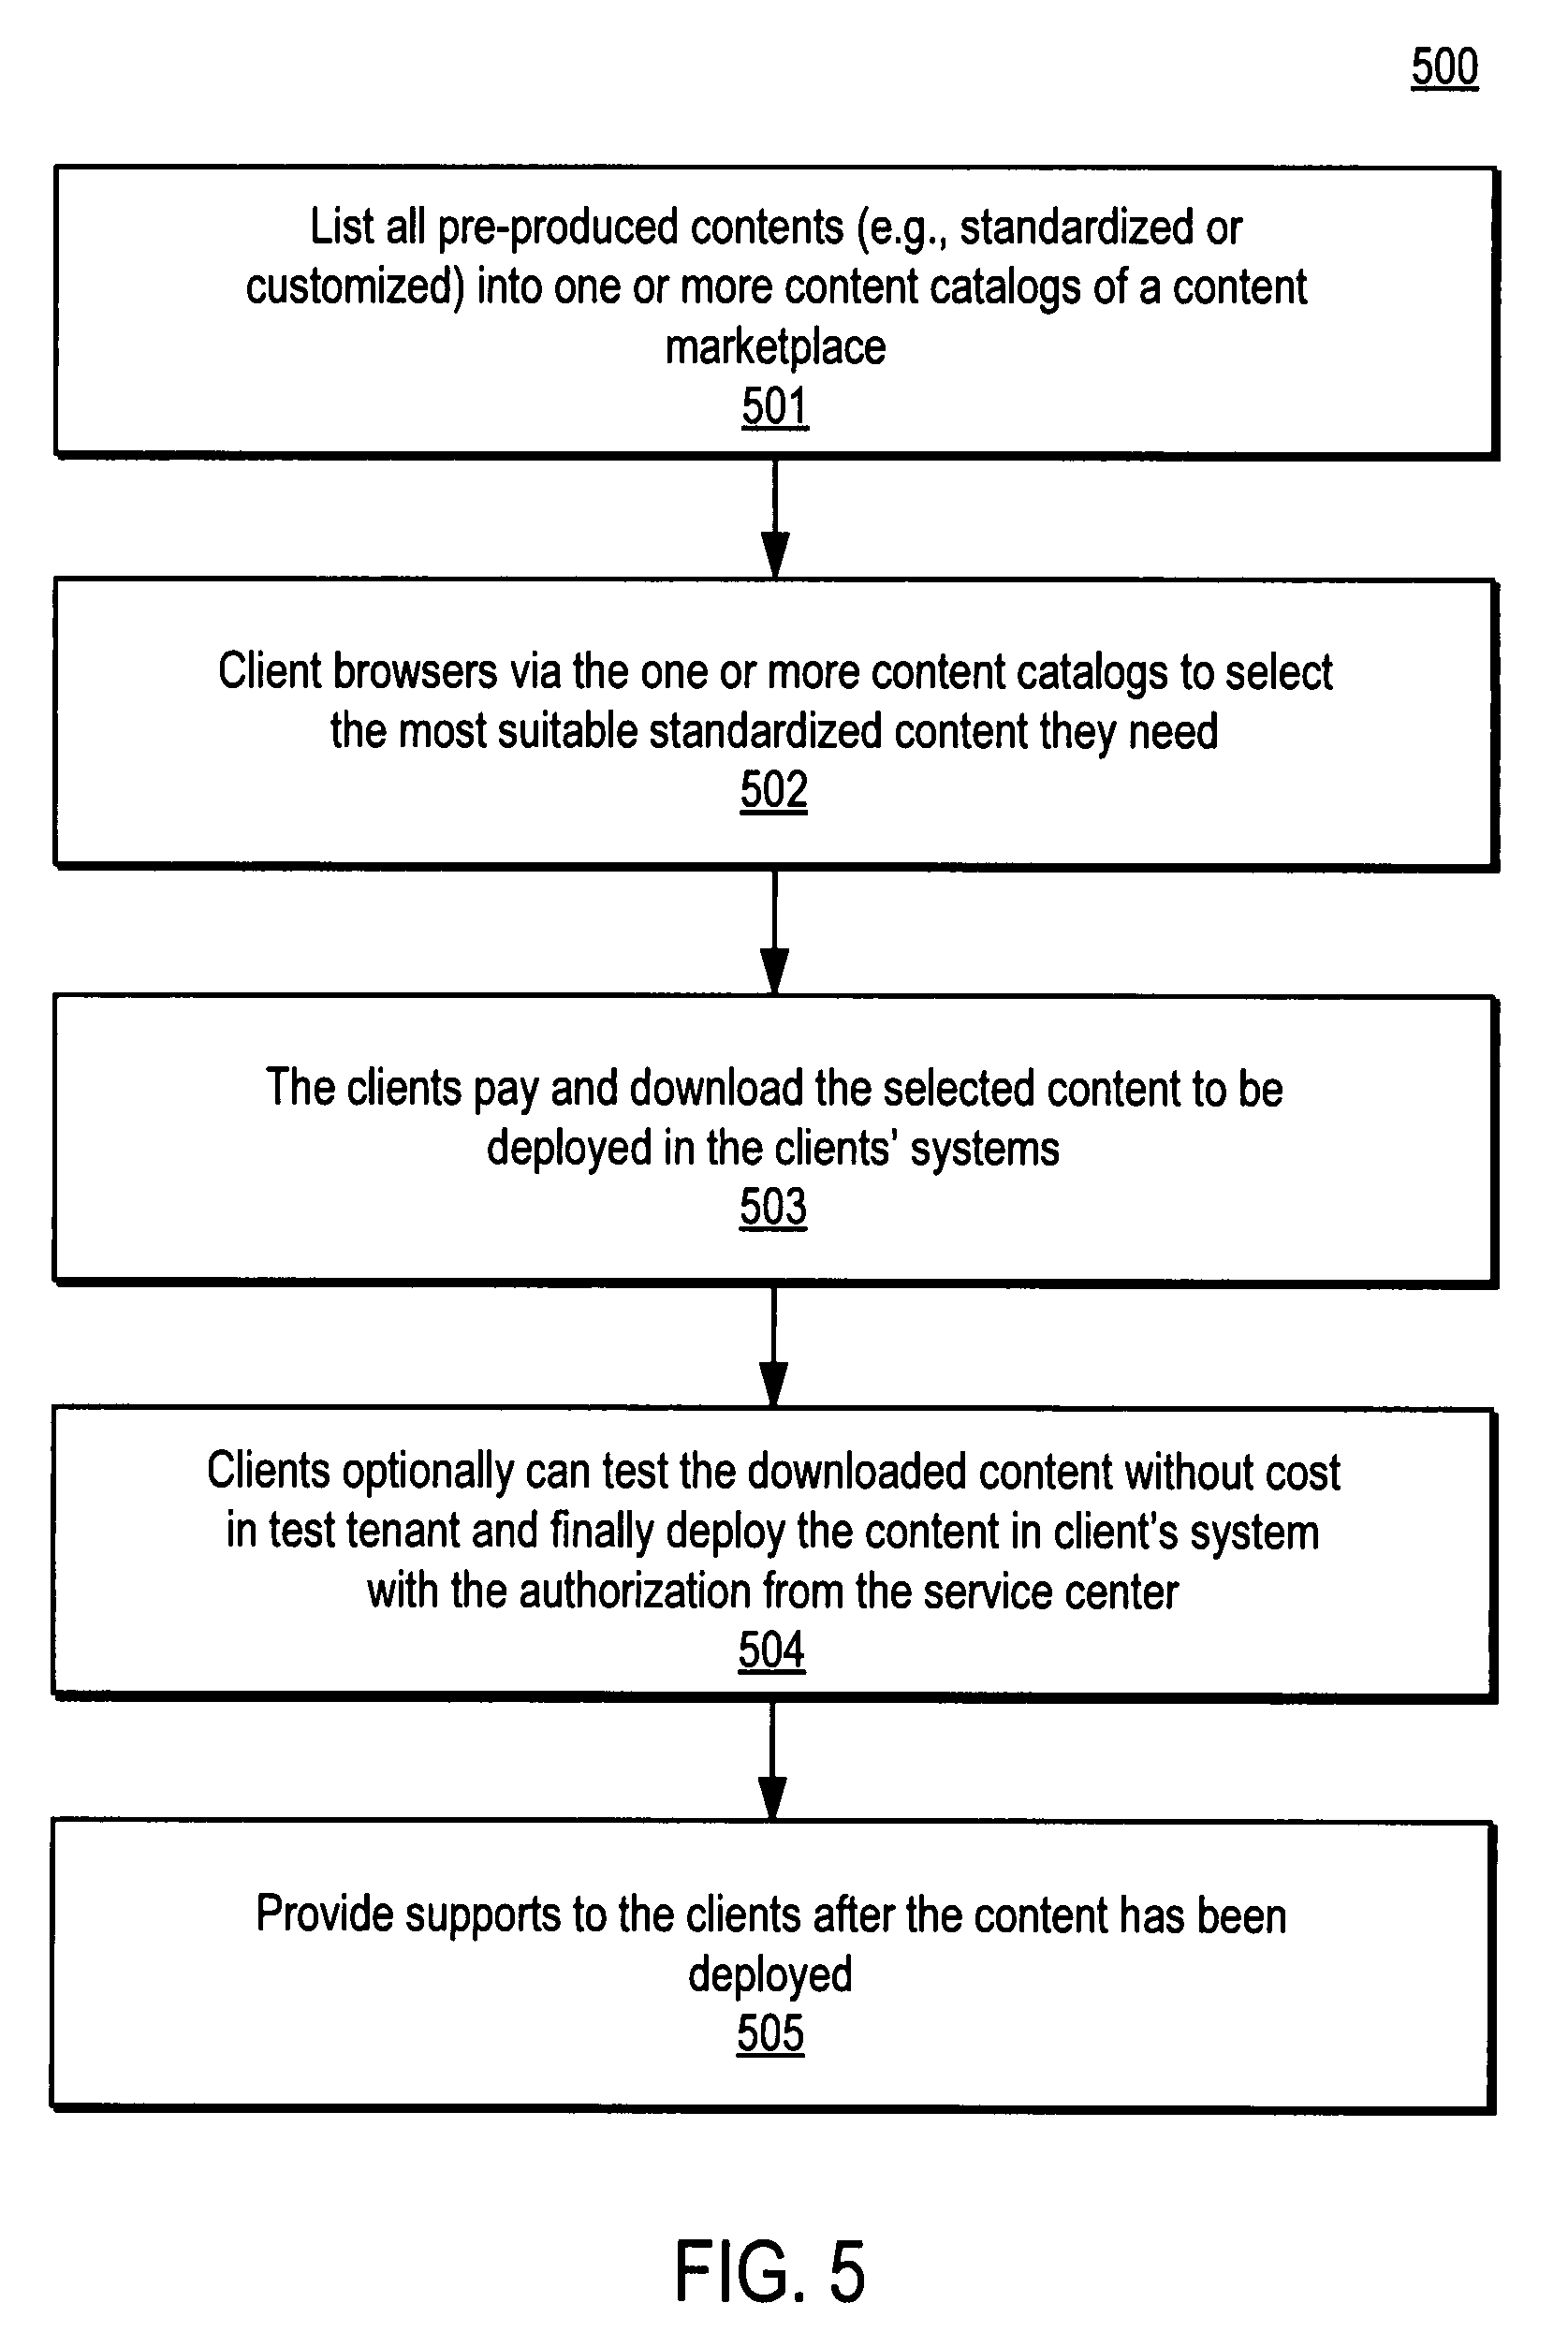 500
List all pre-produced contents (e.g., standardized or
customized) into one or more content catalogs of a content
marketplace
501
Client browsers via the one or more content catalogs to select
the most suitable standardized content they need
502
The clients pay and download the selected content to be
deployed in the clients’ systems
503
Clients optionally can test the downloaded content without cost
in test tenant and finally deploy the content in client’s system
with the authorization from the service center
504
Provide supports to the clients after the content has been
deployed
505
FIG. 5